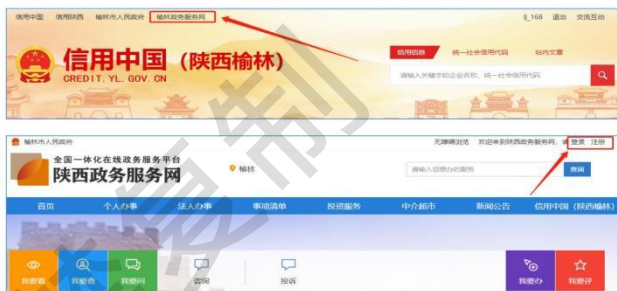 信用中国 信用陕西 榆林市人民政府 榆林政务服务网 退出 交流互动
信用中国（陕西榆林）
CREDIT. YL. GOV. CN
信用信息 统一社会信用代码 站内文章
请输入关键字如企业名称、统一社会信用代码
榆林市人民政府 无障碍浏览 欢迎来到陕西政务服务网，请 登录 注册
全国一体化在线政务服务平台
陕西政务服务网 榆林
请输入您想办的服务 查询
首页 个人办事 法人办事 事项清单 投资服务 中介超市 新闻公告 信用中国（陕西榆林）
我要看 我要查 我要问 咨询 投诉 我要办 我要评
复制